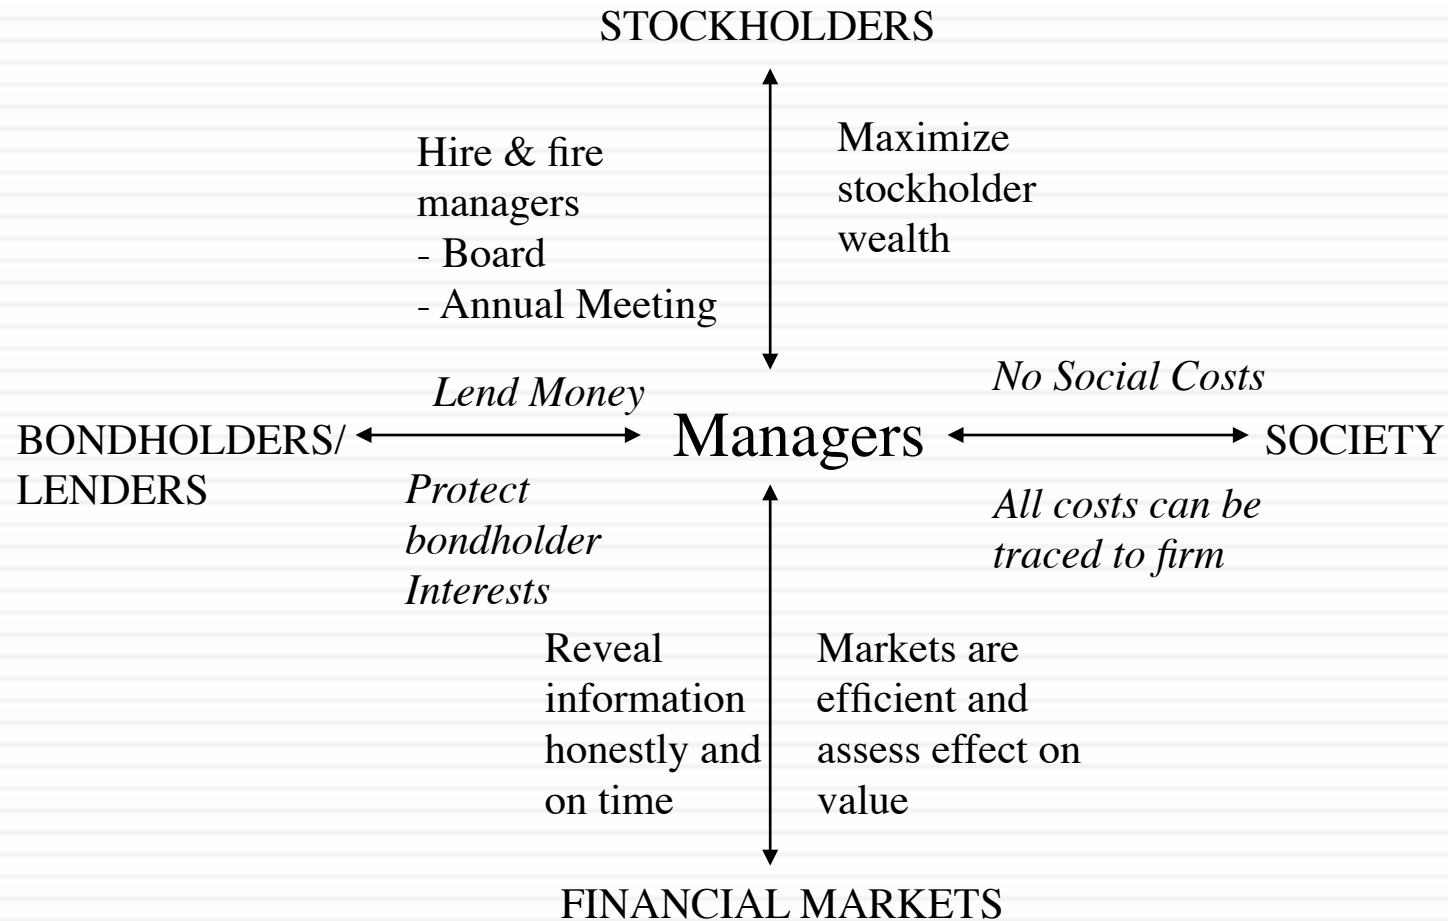 STOCKHOLDERS
Hire & fire
managers
- Board
- Annual Meeting
Maximize
stockholder
wealth
Lend Money
No Social Costs
BONDHOLDERS/
LENDERS
Managers
SOCIETY
Protect
bondholder
Interests
All costs can be
traced to firm
Reveal
information
honestly and
on time
Markets are
efficient and
assess effect on
value
FINANCIAL MARKETS